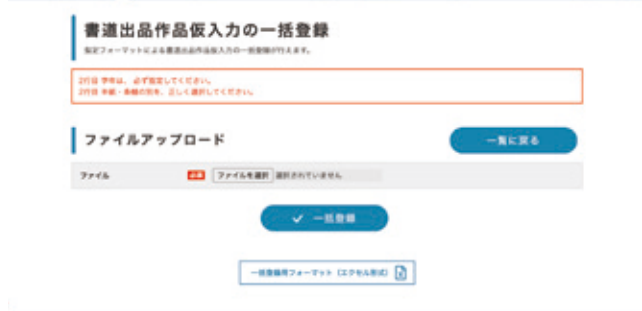 書道出品作品仮入力の一括登録
指定フォーマットによる書道出品作品仮入力の一括登録が行えます。
2行目 学年は、必ず指定してください。
2行目 半紙・条幅の別を、正しく選択してください。
ファイルアップロード
一覧に戻る
ファイル 必須 ファイルを選択 選択されていません
一括登録
一括登録用フォーマット（エクセル形式）